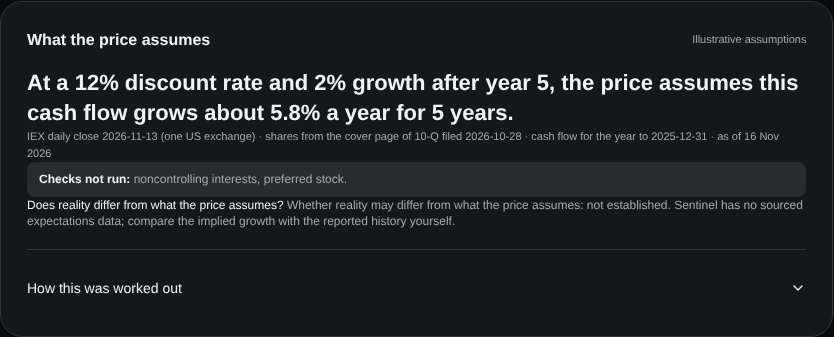 What the price assumes
Illustrative assumptions
At a 12% discount rate and 2% growth after year 5, the price assumes this
cash flow grows about 5.8% a year for 5 years.
IEX daily close 2026-11-13 (one US exchange) · shares from the cover page of 10-Q filed 2026-10-28 · cash flow for the year to 2025-12-31 · as of 16 Nov
2026
Checks not run: noncontrolling interests, preferred stock.
Does reality differ from what the price assumes? Whether reality may differ from what the price assumes: not established. Sentinel has no sourced
expectations data; compare the implied growth with the reported history yourself.
How this was worked out